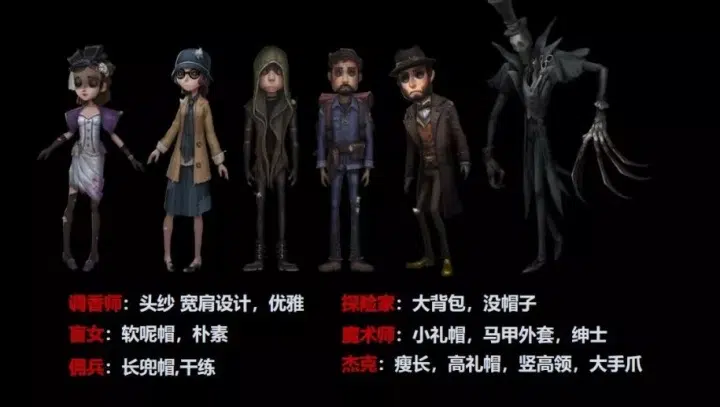 调香师：头纱 宽肩设计，优雅
盲女：软呢帽，朴素
佣兵：长兜帽,干练
探险家：大背包，没帽子
魔术师：小礼帽，马甲外套，绅士
杰克：瘦长，高礼帽，竖高领，大手爪